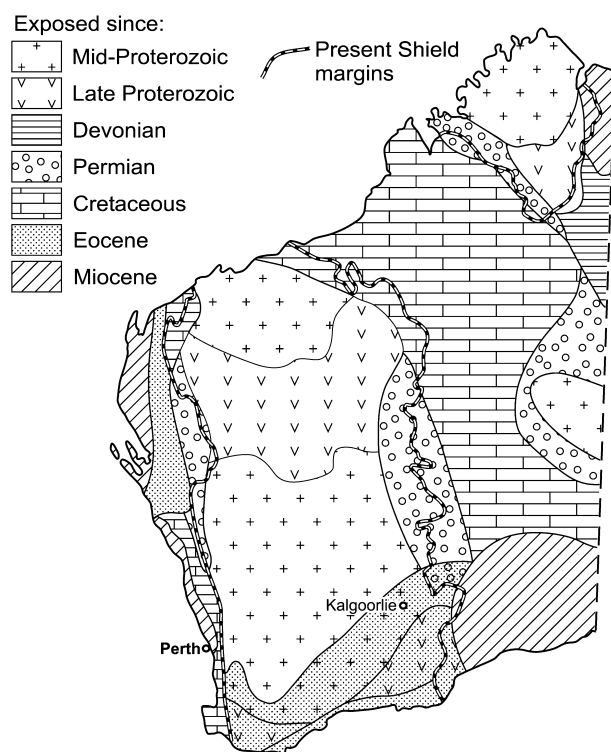 Exposed since:
Mid-Proterozoic
Late Proterozoic
Devonian
Permian
Cretaceous
Eocene
Miocene
Present Shield
margins
Kalgoorlie
Perth